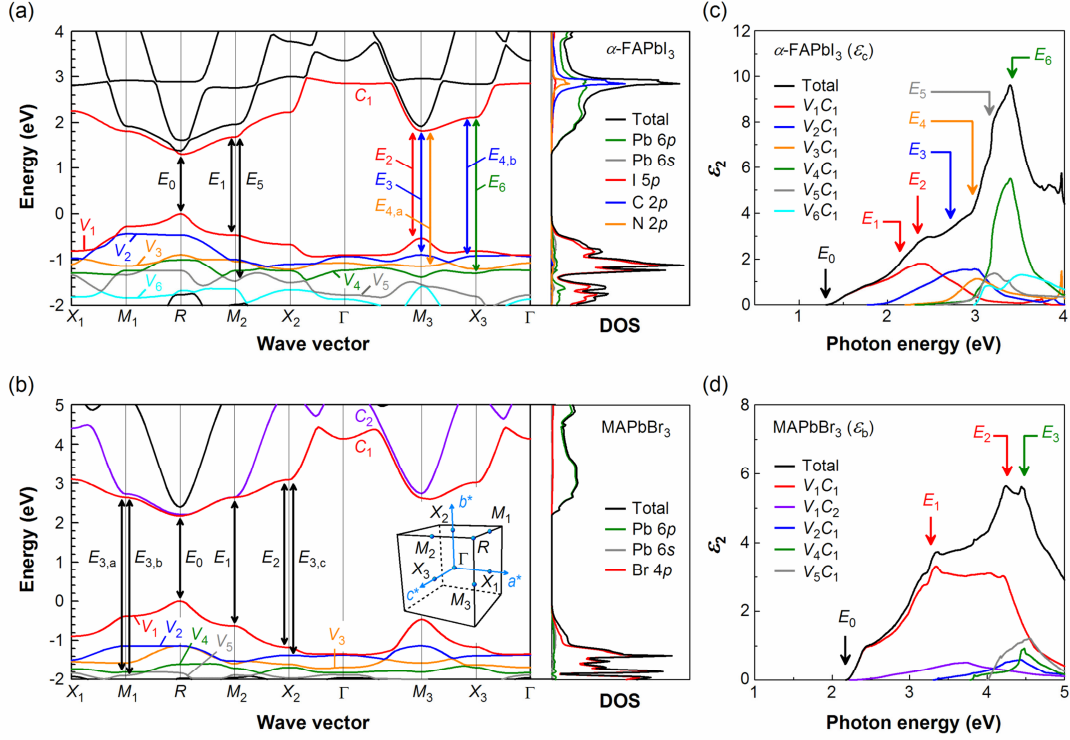 (a)
4
3
2
1
0
-1
-2
Energy (eV)
C1
E0
E1
E5
E2
E3
E4,a
E4,b
E6
V1
V2
V3
V4
V5
V6
X1 M1 R M2 X2 Γ M3 X3 Γ
Wave vector
α-FAPbI3
Total
Pb 6p
Pb 6s
I 5p
C 2p
N 2p
DOS
(b)
5
4
3
2
1
0
-1
-2
Energy (eV)
C2
C1
E3,a
E3,b
E0
E1
E2
E3,c
V1
V2
V4
V5
V3
b*
X2
M1
M2
R
Γ
X3
X1
a*
c*
M3
X1 M1 R M2 X2 Γ M3 X3 Γ
Wave vector
MAPbBr3
Total
Pb 6p
Pb 6s
Br 4p
DOS
(c)
12
10
8
6
4
2
0
ε2
α-FAPbI3 (εc)
Total
V1C1
V2C1
V3C1
V4C1
V5C1
V6C1
E6
E5
E4
E3
E2
E1
E0
1 2 3 4
Photon energy (eV)
(d)
8
6
4
2
0
ε2
MAPbBr3 (εb)
Total
V1C1
V1C2
V2C1
V4C1
V5C1
E2
E3
E1
E0
1 2 3 4 5
Photon energy (eV)